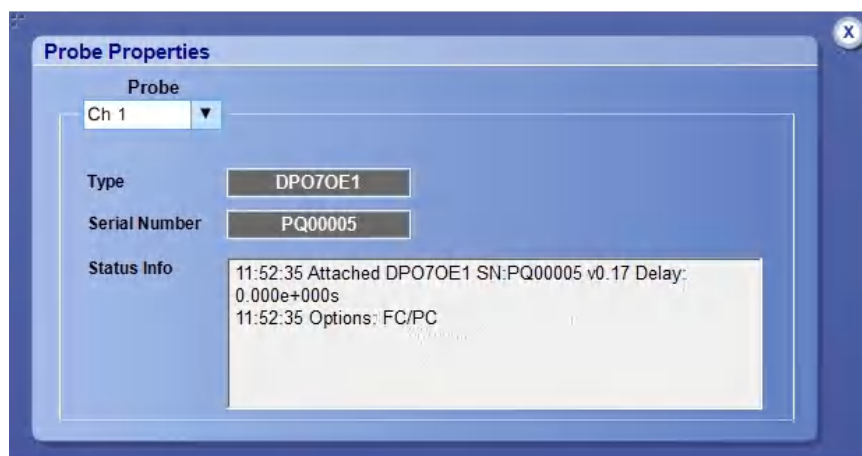 X
Probe Properties
Probe
Ch 1
Type
DPO7OE1
Serial Number
PQ00005
Status Info
11:52:35 Attached DPO7OE1 SN:PQ00005 v0.17 Delay:
0.000e+000s
11:52:35 Options: FC/PC